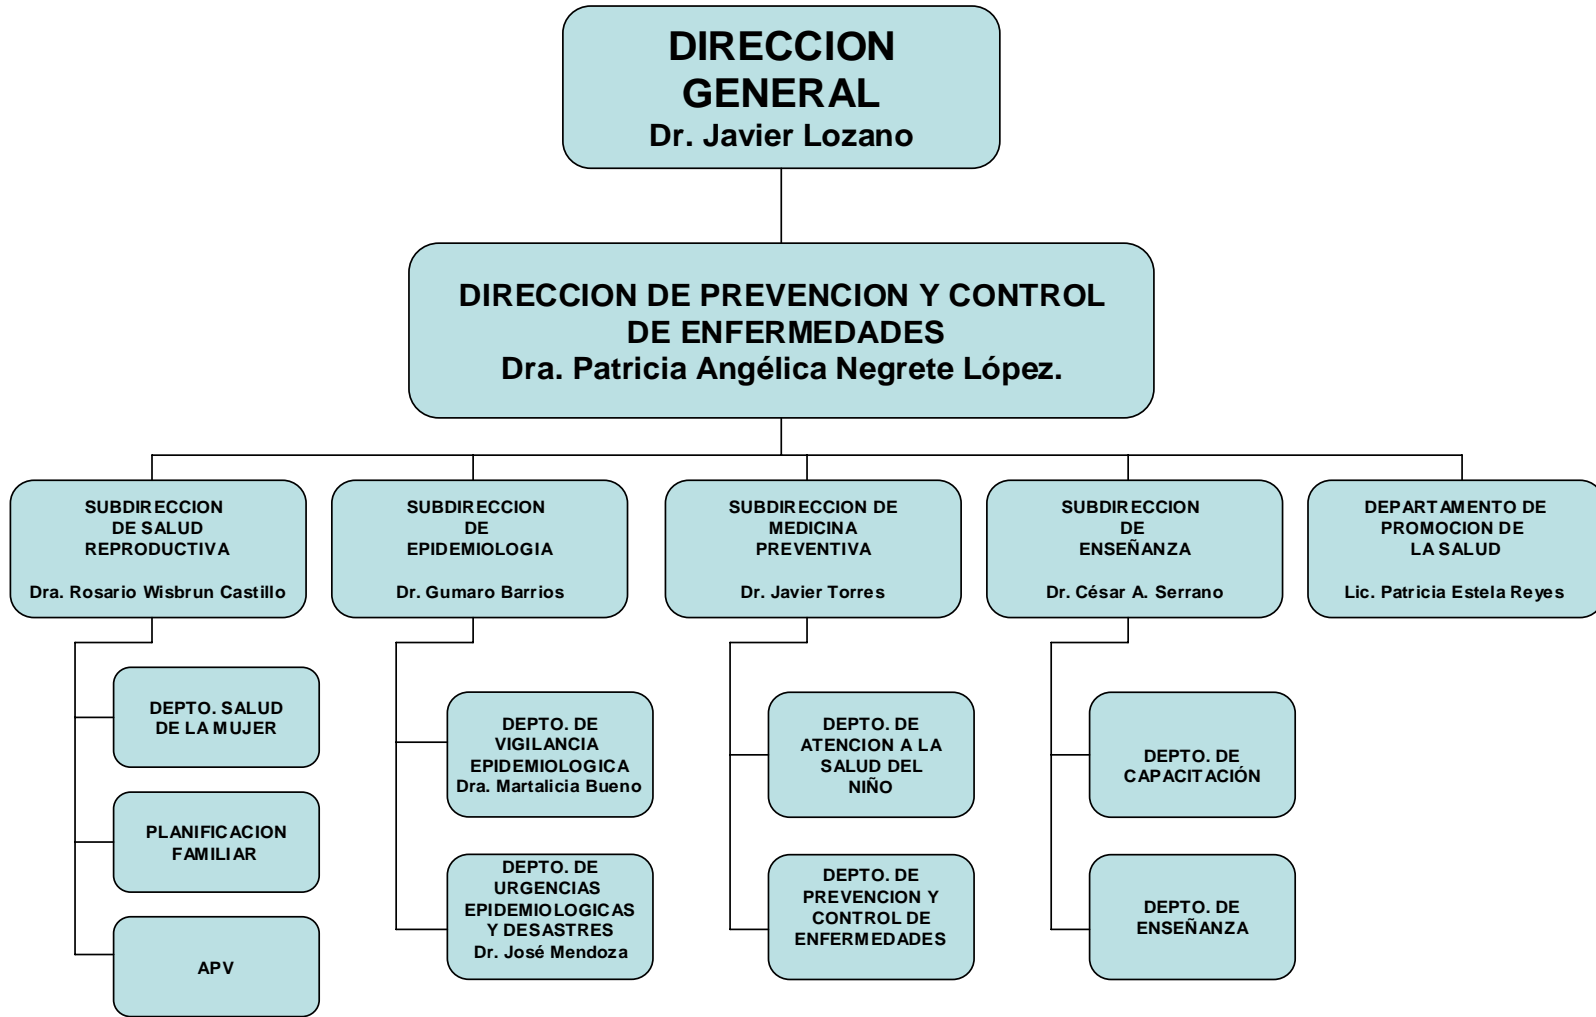 DIRECCION
GENERAL
Dr. Javier Lozano
DIRECCION DE PREVENCION Y CONTROL
DE ENFERMEDADES
Dra. Patricia Angélica Negrete López.
SUBDIRECCION
DE SALUD
REPRODUCTIVA
Dra. Rosario Wisbrun Castillo
SUBDIRECCION
DE
EPIDEMIOLOGIA
Dr. Gumaro Barrios
SUBDIRECCION DE
MEDICINA
PREVENTIVA
Dr. Javier Torres
SUBDIRECCION
DE
ENSEÑANZA
Dr. César A. Serrano
DEPARTAMENTO DE
PROMOCION DE
LA SALUD
Lic. Patricia Estela Reyes
DEPTO. SALUD
DE LA MUJER
PLANIFICACION
FAMILIAR
APV
DEPTO. DE
VIGILANCIA
EPIDEMIOLOGICA
Dra. Martalicia Bueno
DEPTO. DE
URGENCIAS
EPIDEMIOLOGICAS
Y DESASTRES
Dr. José Mendoza
DEPTO. DE
ATENCION A LA
SALUD DEL
NIÑO
DEPTO. DE
PREVENCION Y
CONTROL DE
ENFERMEDADES
DEPTO. DE
CAPACITACIÓN
DEPTO. DE
ENSEÑANZA